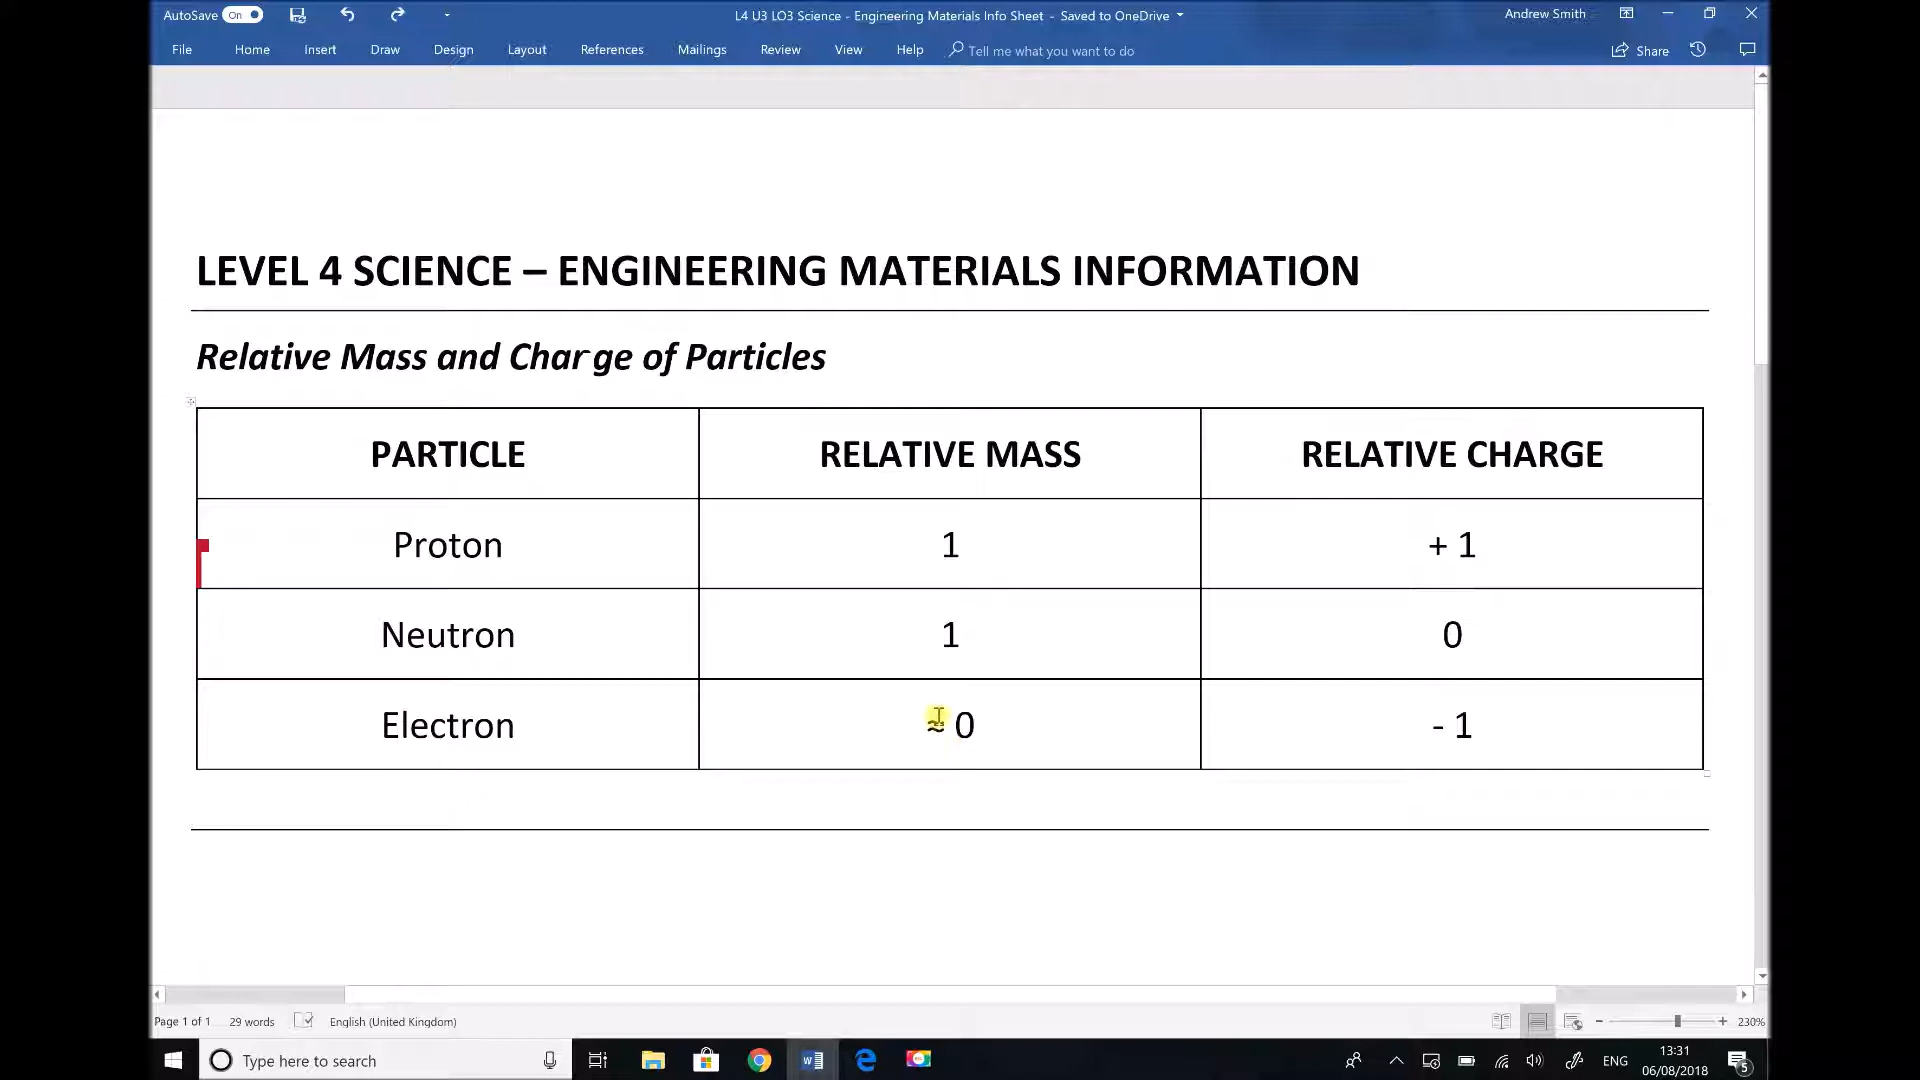 AutoSave On L4 U3 LO3 Science - Engineering Materials Info Sheet - Saved to OneDrive Andrew Smith
File Home Insert Draw Design Layout References Mailings Review View Help Tell me what you want to do Share
LEVEL 4 SCIENCE – ENGINEERING MATERIALS INFORMATION
Relative Mass and Charge of Particles
PARTICLE RELATIVE MASS RELATIVE CHARGE
Proton 1 + 1
Neutron 1 0
Electron ≈ 0 - 1
Page 1 of 1 29 words English (United Kingdom) 230%
Type here to search ENG 13:31
06/08/2018 5